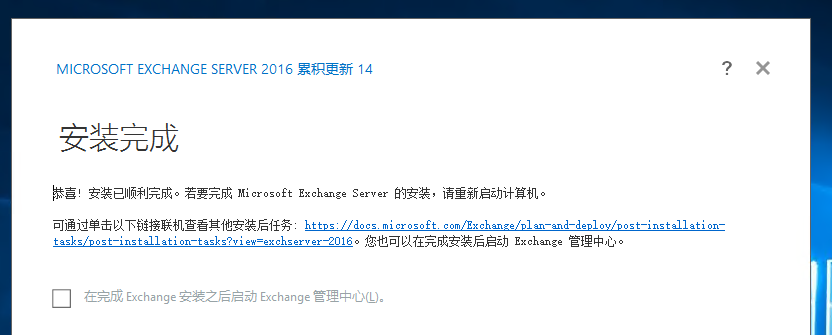 MICROSOFT EXCHANGE SERVER 2016 累积更新 14
? ×
安装完成
恭喜! 安装已顺利完成。若要完成 Microsoft Exchange Server 的安装，请重新启动计算机。
可通过单击以下链接联机查看其他安装后任务: https://docs.microsoft.com/Exchange/plan-and-deploy/post-installation-
tasks/post-installation-tasks?view=exchserver-2016。您也可以在完成安装后启动 Exchange 管理中心。
在完成 Exchange 安装之后启动 Exchange 管理中心(L)。